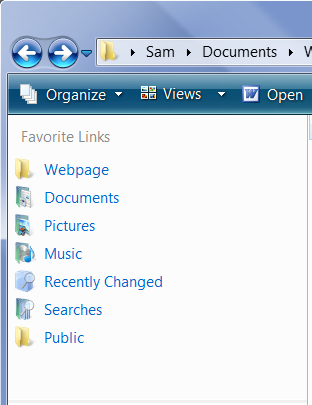 Sam Documents W
Organize Views Open
Favorite Links
Webpage
Documents
Pictures
Music
Recently Changed
Searches
Public